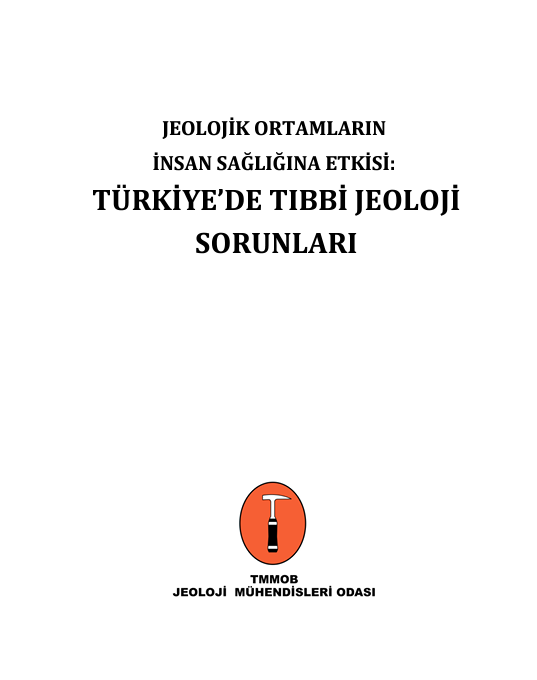 JEOLOJİK ORTAMLARIN
İNSAN SAĞLIĞINA ETKİSİ:
TÜRKİYE’DE TIBBİ JEOLOJİ
SORUNLARI
TMMOB
JEOLOJİ MÜHENDİSLERİ ODASI